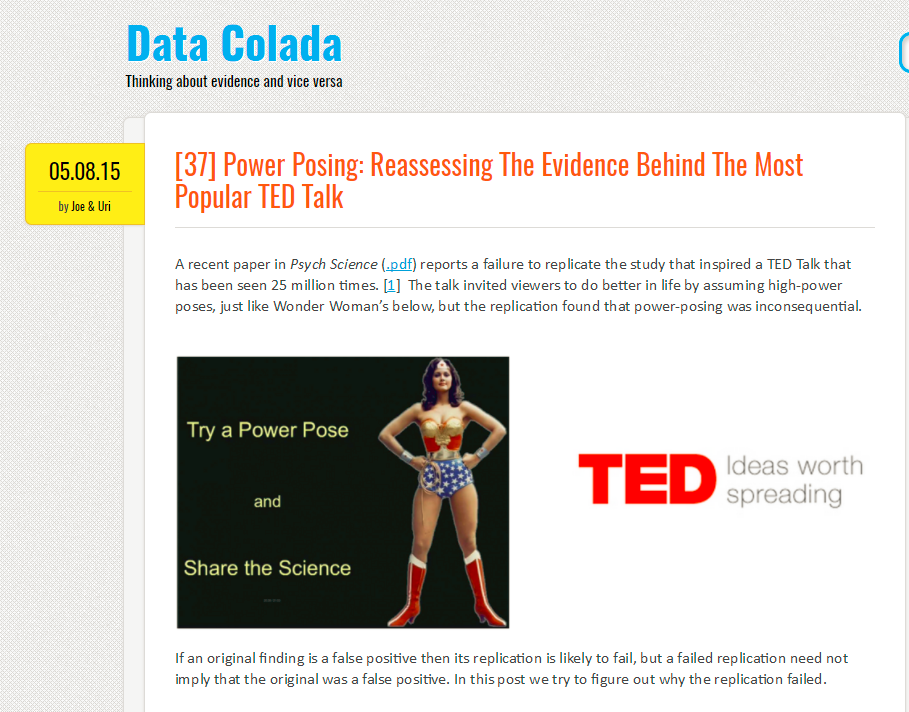 Data Colada
Thinking about evidence and vice versa
05.08.15
by Joe & Uri
[37] Power Posing: Reassessing The Evidence Behind The Most
Popular TED Talk
A recent paper in Psych Science (.pdf) reports a failure to replicate the study that inspired a TED Talk that
has been seen 25 million times. [1]  The talk invited viewers to do better in life by assuming high-power
poses, just like Wonder Woman’s below, but the replication found that power-posing was inconsequential.
Try a Power Pose
and
Share the Science
TED Ideas worth
spreading
If an original finding is a false positive then its replication is likely to fail, but a failed replication need not
imply that the original was a false positive. In this post we try to figure out why the replication failed.